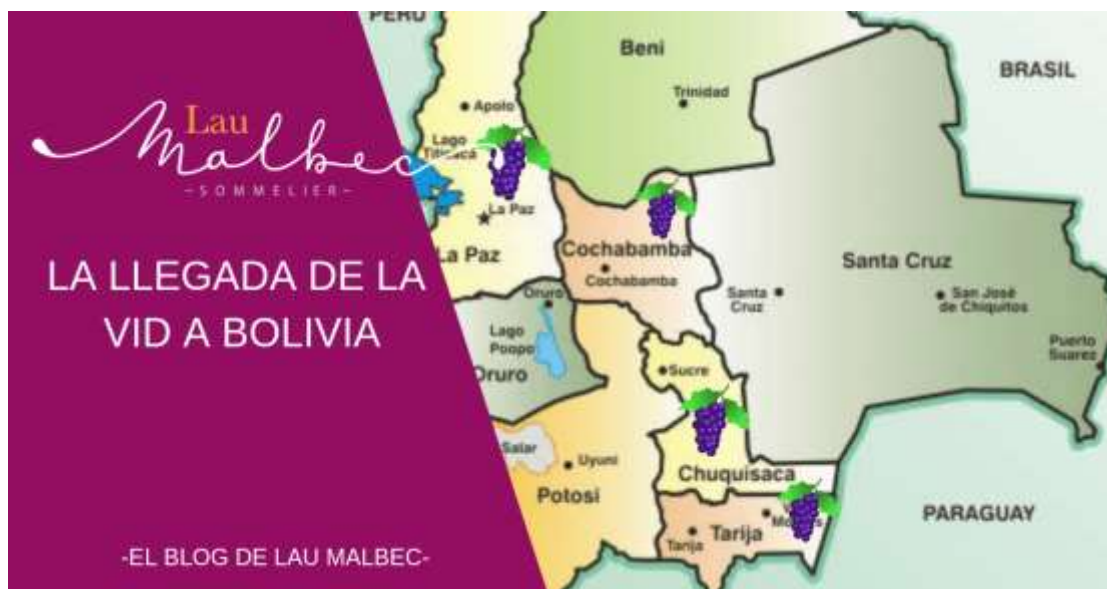 Lau
Malbec
-SOMMELIER-
LA LLEGADA DE LA
VID A BOLIVIA
-EL BLOG DE LAU MALBEC-
PERU
Beni
BRASIL
Trinidad
Apolo
Lago
La Paz
La Paz
Cochabamba
Cochabamba
Santa Cruz
Santa
Cruz
San José
de Chiquitos
Puerto
Suarez
Oruro
Lago
Poopo
Oruro
Sucre
Salar
Uyuni
Potosi
Chuquisaca
PARAGUAY
Tarija
Tarija